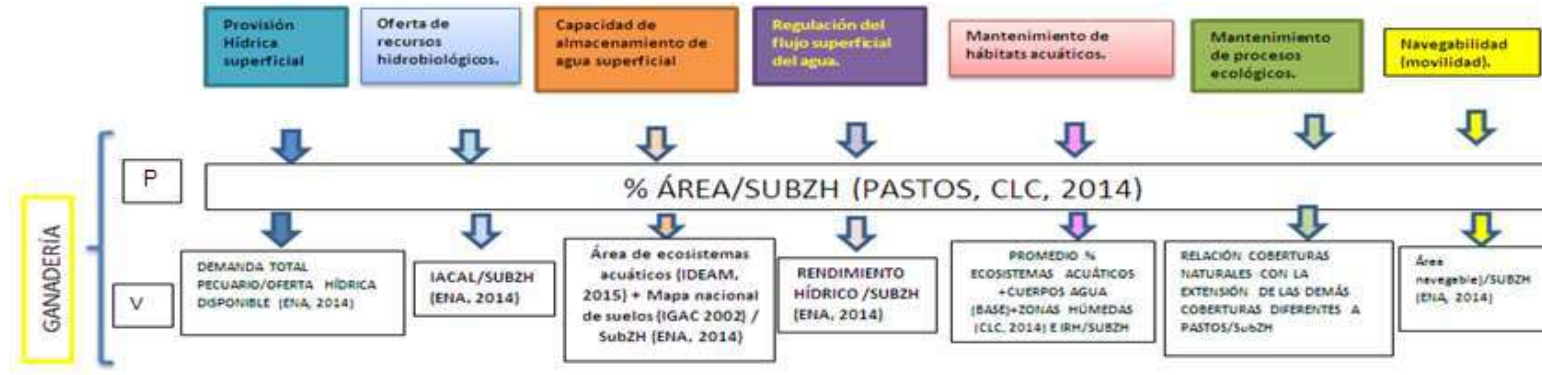 Provisión
Hídrica
superficial
Oferta de
recursos
hidrobiológicos.
Capacidad de
almacenamiento de
agua superficial
Regulación del
flujo superficial
del agua.
Mantenimiento de
hábitats acuáticos.
Mantenimiento
de procesos
ecológicos.
Navegabilidad
(movilidad).
GANADERÍA
P
% ÁREA/SUBZH (PASTOS, CLC, 2014)
V
DEMANDA TOTAL
PECUARIO/OFERTA HÍDRICA
DISPONIBLE (ENA, 2014)
IACAL/SUBZH
(ENA, 2014)
Área de ecosistemas
acuáticos (IDEAM,
2015) + Mapa nacional
de suelos (IGAC 2002) /
SubZH (ENA, 2014)
RENDIMIENTO
HÍDRICO /SUBZH
(ENA, 2014)
PROMEDIO %
ECOSISTEMAS ACUÁTICOS
+CUERPOS AGUA
(BASE)+ZONAS HÚMEDAS
(CLC, 2014) E IRH/SUBZH
RELACIÓN COBERTURAS
NATURALES CON LA
EXTENSIÓN DE LAS DEMÁS
COBERTURAS DIFERENTES A
PASTOS/SubZH
Área
navegeble)/SUBZH
(ENA, 2014)